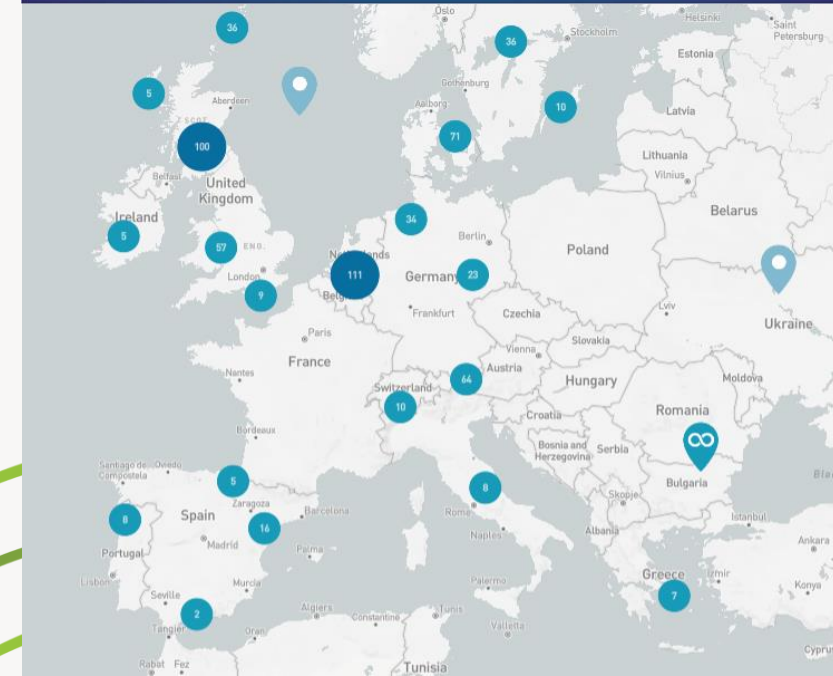 Oslo
Helsinki
Saint
Petersburg
36
Stockholm
36
Estonia
5
Aberdeen
Gothenburg
Aalborg
10
Latvia
SCOT.
100
71
Lithuania
Vilnius
Belfast
United
Kingdom
Belarus
Ireland
5
34
57
ENG.
Berlin
Poland
Netherlands
London
111
Germany
23
9
Belgium
Frankfurt
Czechia
Lviv
Ukraine
Paris
Slovakia
Vienna
France
Nantes
Austria
Switzerland
64
Hungary
Moldova
10
Croatia
Romania
Bordeaux
Bosnia and
Herzegovina
Serbia
Santiago de
Compostela
Oviedo
5
8
Bulgaria
Bla
Skopje
Zaragoza
Barcelona
Rome
8
Spain
16
Istanbul
Naples
Albania
Madrid
Ankara
Portugal
Palma
Greece
Izmir
Lisbon
Murcia
Palermo
Konya
Seville
7
2
Algiers
Constantine
Tunis
Tangier
Oran
Valletta
Cyprus
Rabat
Fez
Tunisia